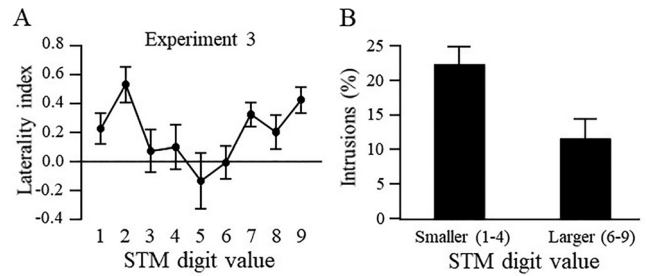 A
Experiment 3
Laterality index
0.8
0.6
0.4
0.2
0.0
-0.2
-0.4
1 2 3 4 5 6 7 8 9
STM digit value
B
Intrusions (%)
25
20
15
10
5
0
Smaller (1-4) Larger (6-9)
STM digit value